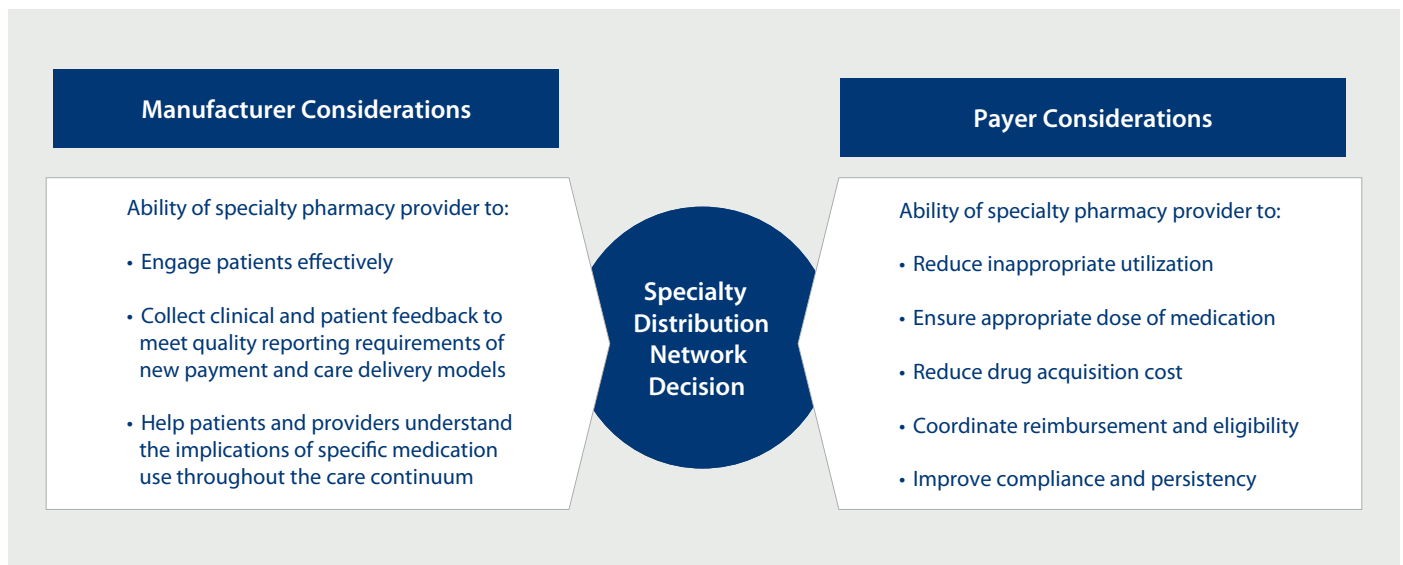 Manufacturer Considerations
Ability of specialty pharmacy provider to:
• Engage patients effectively
• Collect clinical and patient feedback to
meet quality reporting requirements of
new payment and care delivery models
• Help patients and providers understand
the implications of specific medication
use throughout the care continuum
Specialty
Distribution
Network
Decision
Payer Considerations
Ability of specialty pharmacy provider to:
• Reduce inappropriate utilization
• Ensure appropriate dose of medication
• Reduce drug acquisition cost
• Coordinate reimbursement and eligibility
• Improve compliance and persistency